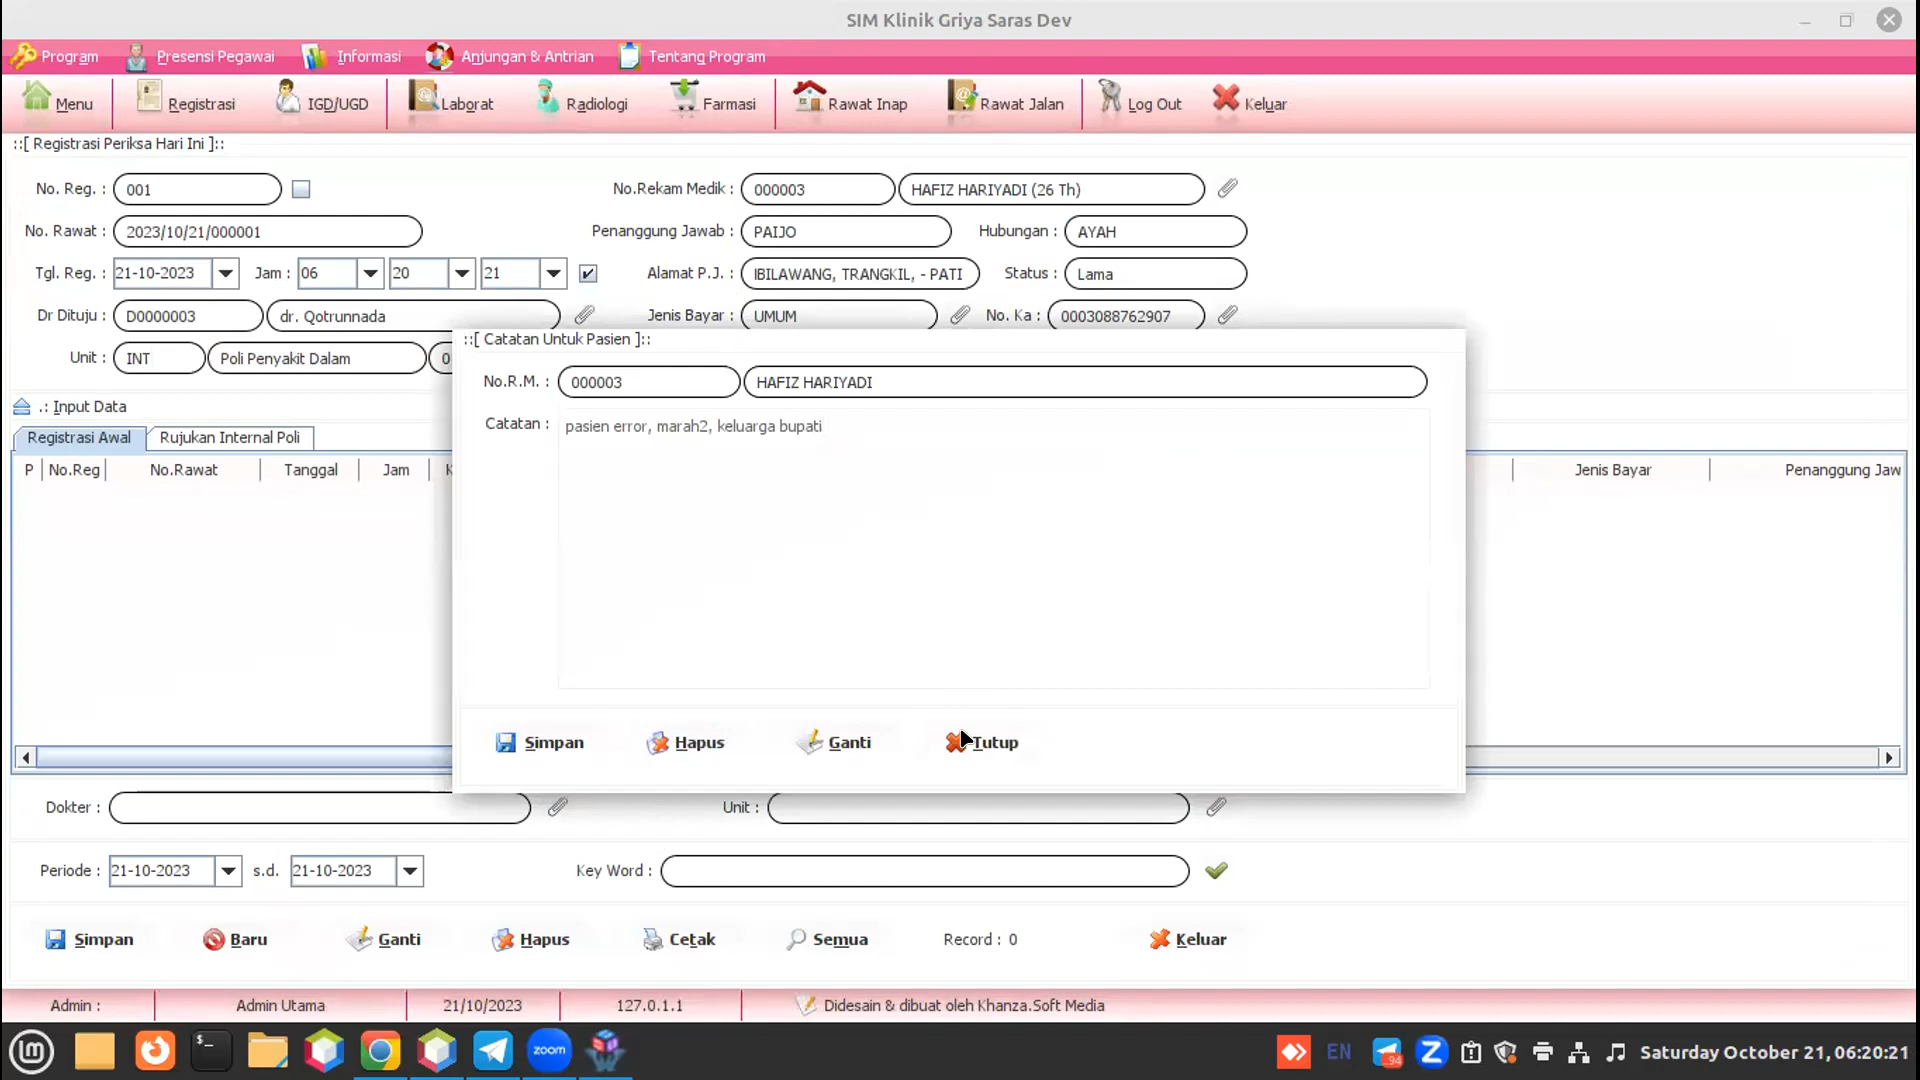 SIM Klinik Griya Saras Dev
Program Presensi Pegawai Informasi Anjungan & Antrian Tentang Program
Menu Registrasi IGD/UGD Laborat Radiologi Farmasi Rawat Inap Rawat Jalan Log Out Keluar
::[ Registrasi Periksa Hari Ini ]::
No. Reg. : 001 No.Rekam Medik : 000003 HAFIZ HARIYADI (26 Th)
No. Rawat : 2023/10/21/000001 Penanggung Jawab : PAIJO Hubungan : AYAH
Tgl. Reg. : 21-10-2023 Jam : 06 20 21 Alamat P.J. : IBILAWANG, TRANGKIL, - PATI Status : Lama
Dr Dituju : D0000003 dr. Qotrunnada Jenis Bayar : UMUM No. Ka : 0003088762907
::[ Catatan Untuk Pasien ]::
Unit : INT Poli Penyakit Dalam 0
No.R.M. : 000003 HAFIZ HARIYADI
.: Input Data
Catatan : pasien error, marah2, keluarga bupati
Registrasi Awal Rujukan Internal Poli
P No.Reg No.Rawat Tanggal Jam K Jenis Bayar Penanggung Jaw
Simpan Hapus Ganti Tutup
Dokter : Unit :
Periode : 21-10-2023 s.d. 21-10-2023 Key Word :
Simpan Baru Ganti Hapus Cetak Semua Record : 0 Keluar
Admin : Admin Utama 21/10/2023 127.0.1.1 Didesain & dibuat oleh Khanza.Soft Media
lm $_ zoom EN 94 Z Saturday October 21, 06:20:21